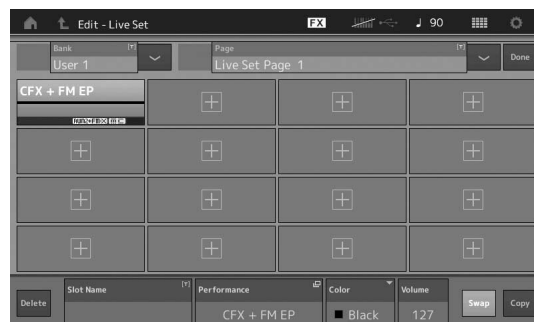 Edit - Live Set FX 90
Bank [T] Page [T]
User 1 Live Set Page 1 Done
CFX + FM EP
Slot Name [T] Performance Color Volume
Delete CFX + FM EP Black 127 Swap Copy